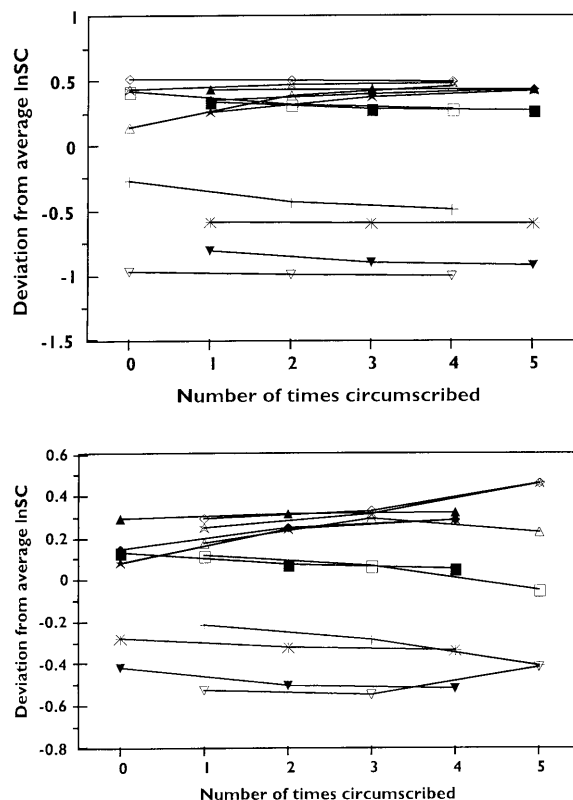 1
0.5
0
-0.5
-1
-1.5
Deviation from average lnSC
0 1 2 3 4 5
Number of times circumscribed
0.6
0.4
0.2
0
-0.2
-0.4
-0.6
-0.8
Deviation from average lnSC
0 1 2 3 4 5
Number of times circumscribed